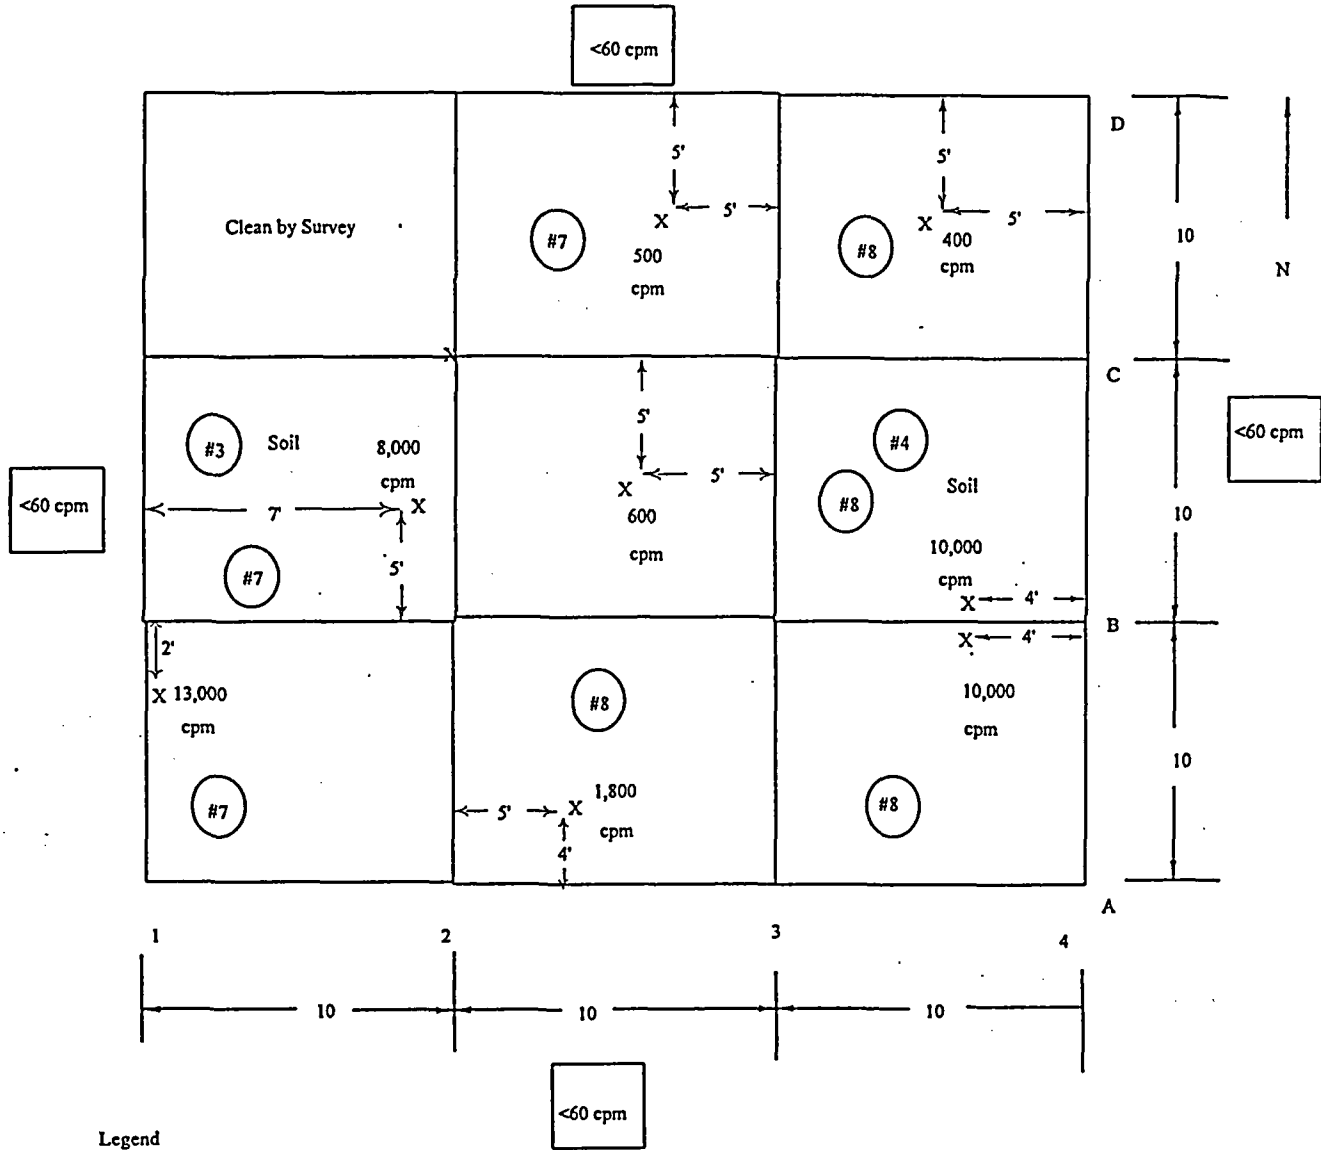 <60 cpm
D
5'
5'
Clean by Survey
X
5'
X
5'
#7
#8
500
cpm
400
cpm
10
N
C
#3
Soil
8,000
cpm
X
7'
5'
#7
5'
5'
X
600
cpm
#4
#8
Soil
10,000
cpm
X
4'
10
<60 cpm
<60 cpm
B
2'
X 13,000
cpm
#7
#8
5'
X
1,800
cpm
4'
X
4'
10,000
cpm
#8
10
A
1
2
3
4
10
10
10
<60 cpm
Legend